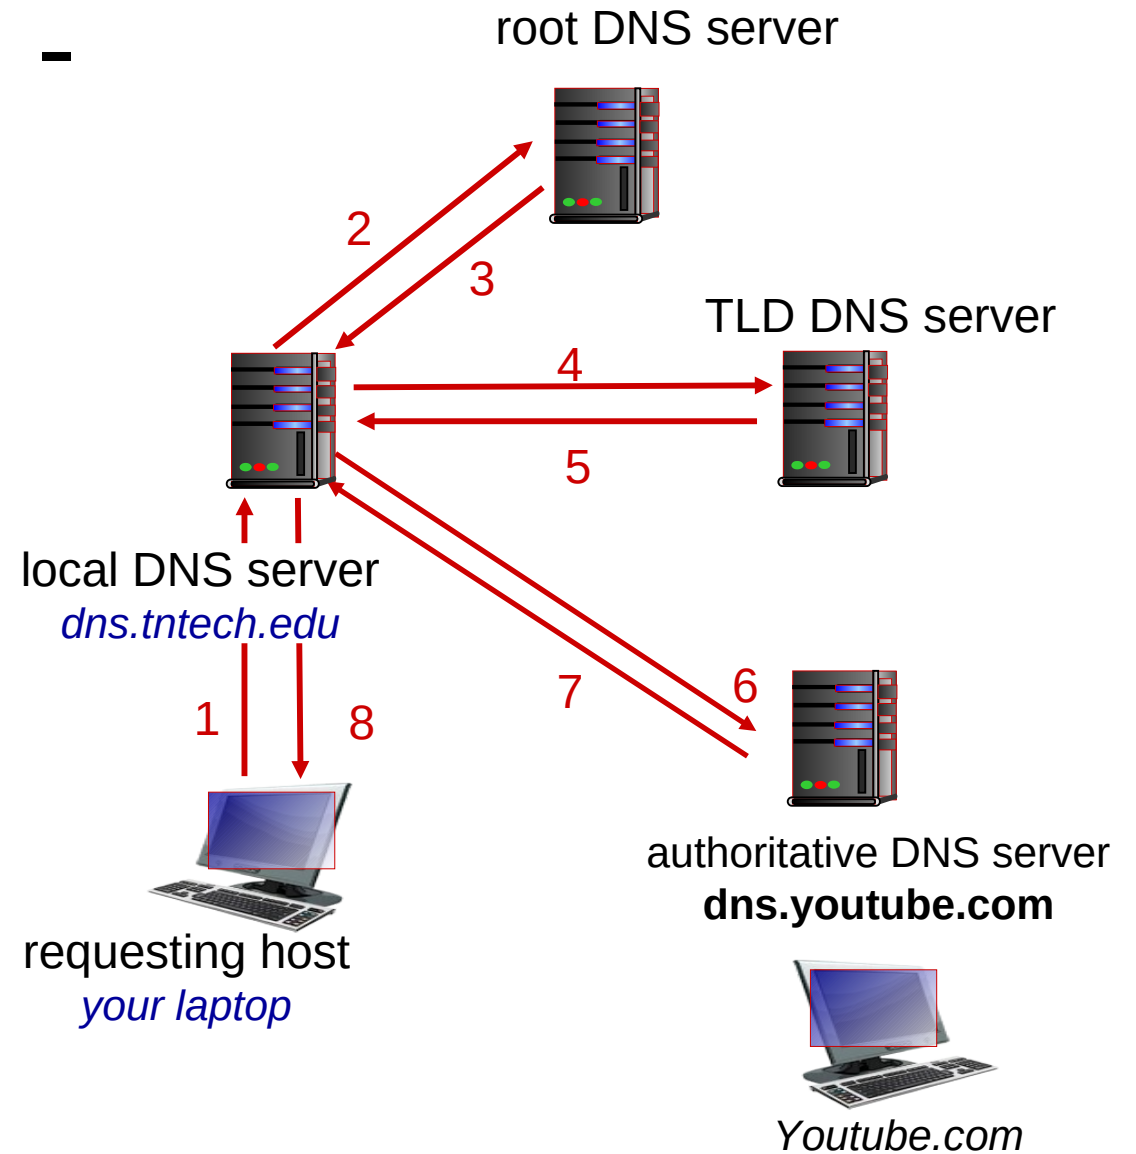 root DNS server
-
2
3
TLD DNS server
4
5
local DNS server
dns.tntech.edu
1
8
7
6
authoritative DNS server
dns.youtube.com
requesting host
your laptop
Youtube.com